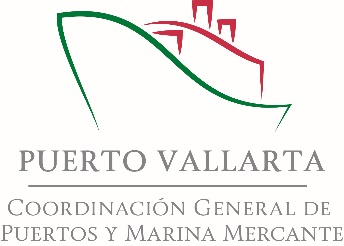 PUERTO VALLARTA
COORDINACIÓN GENERAL DE
PUERTOS Y MARINA MERCANTE